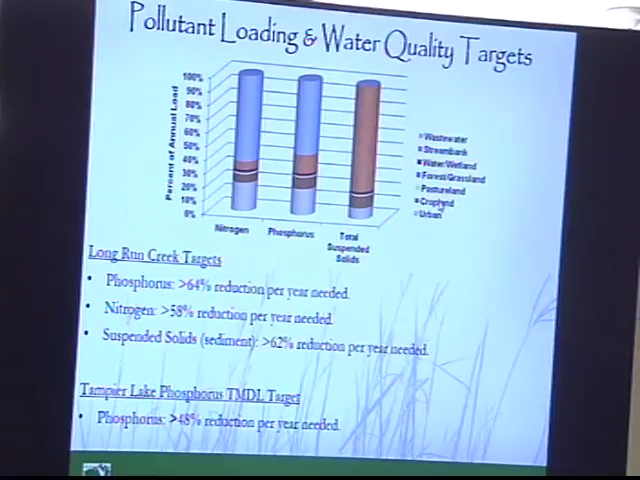 Pollutant Loading & Water Quality Targets
Percent of Annual Load
100%
90%
80%
70%
60%
50%
40%
30%
20%
10%
0%
Nitrogen
Phosphorus
Total
Suspended
Solids
Wastewater
Streambank
Water/Wetland
Forest/Grassland
Pastureland
Cropland
Urban
Long Run Creek Targets
• Phosphorus: >64% reduction per year needed.
• Nitrogen: >58% reduction per year needed.
• Suspended Solids (sediment): >62% reduction per year needed.
Tampier Lake Phosphorus TMDL Target
• Phosphorus: >48% reduction per year needed.